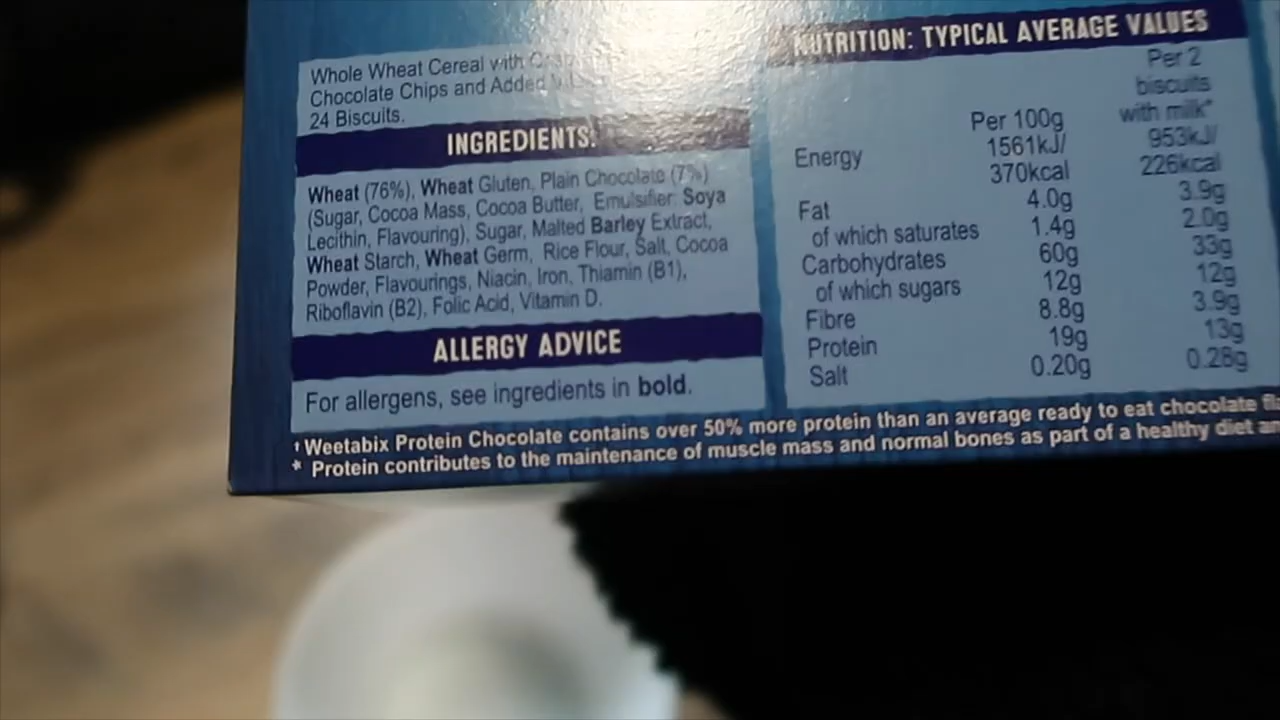 Whole Wheat Cereal with
Chocolate Chips and Added
24 Biscuits.
INGREDIENTS:
Wheat (76%), Wheat Gluten, Plain Chocolate (7%)
(Sugar, Cocoa Mass, Cocoa Butter, Emulsifier: Soya
Lecithin, Flavouring), Sugar, Malted Barley Extract,
Wheat Starch, Wheat Germ, Rice Flour, Salt, Cocoa
Powder, Flavourings, Niacin, Iron, Thiamin (B1),
Riboflavin (B2), Folic Acid, Vitamin D.
ALLERGY ADVICE
For allergens, see ingredients in bold.
NUTRITION: TYPICAL AVERAGE VALUES
Per 2
biscuits
Per 100g with milk*
Energy 1561kJ/ 953kJ/
370kcal 226kcal
Fat 4.0g 3.9g
of which saturates 1.4g 2.0g
Carbohydrates 60g 33g
of which sugars 12g 12g
Fibre 8.8g 3.9g
Protein 19g 13g
Salt 0.20g 0.28g
† Weetabix Protein Chocolate contains over 50% more protein than an average ready to eat chocolate
* Protein contributes to the maintenance of muscle mass and normal bones as part of a healthy diet